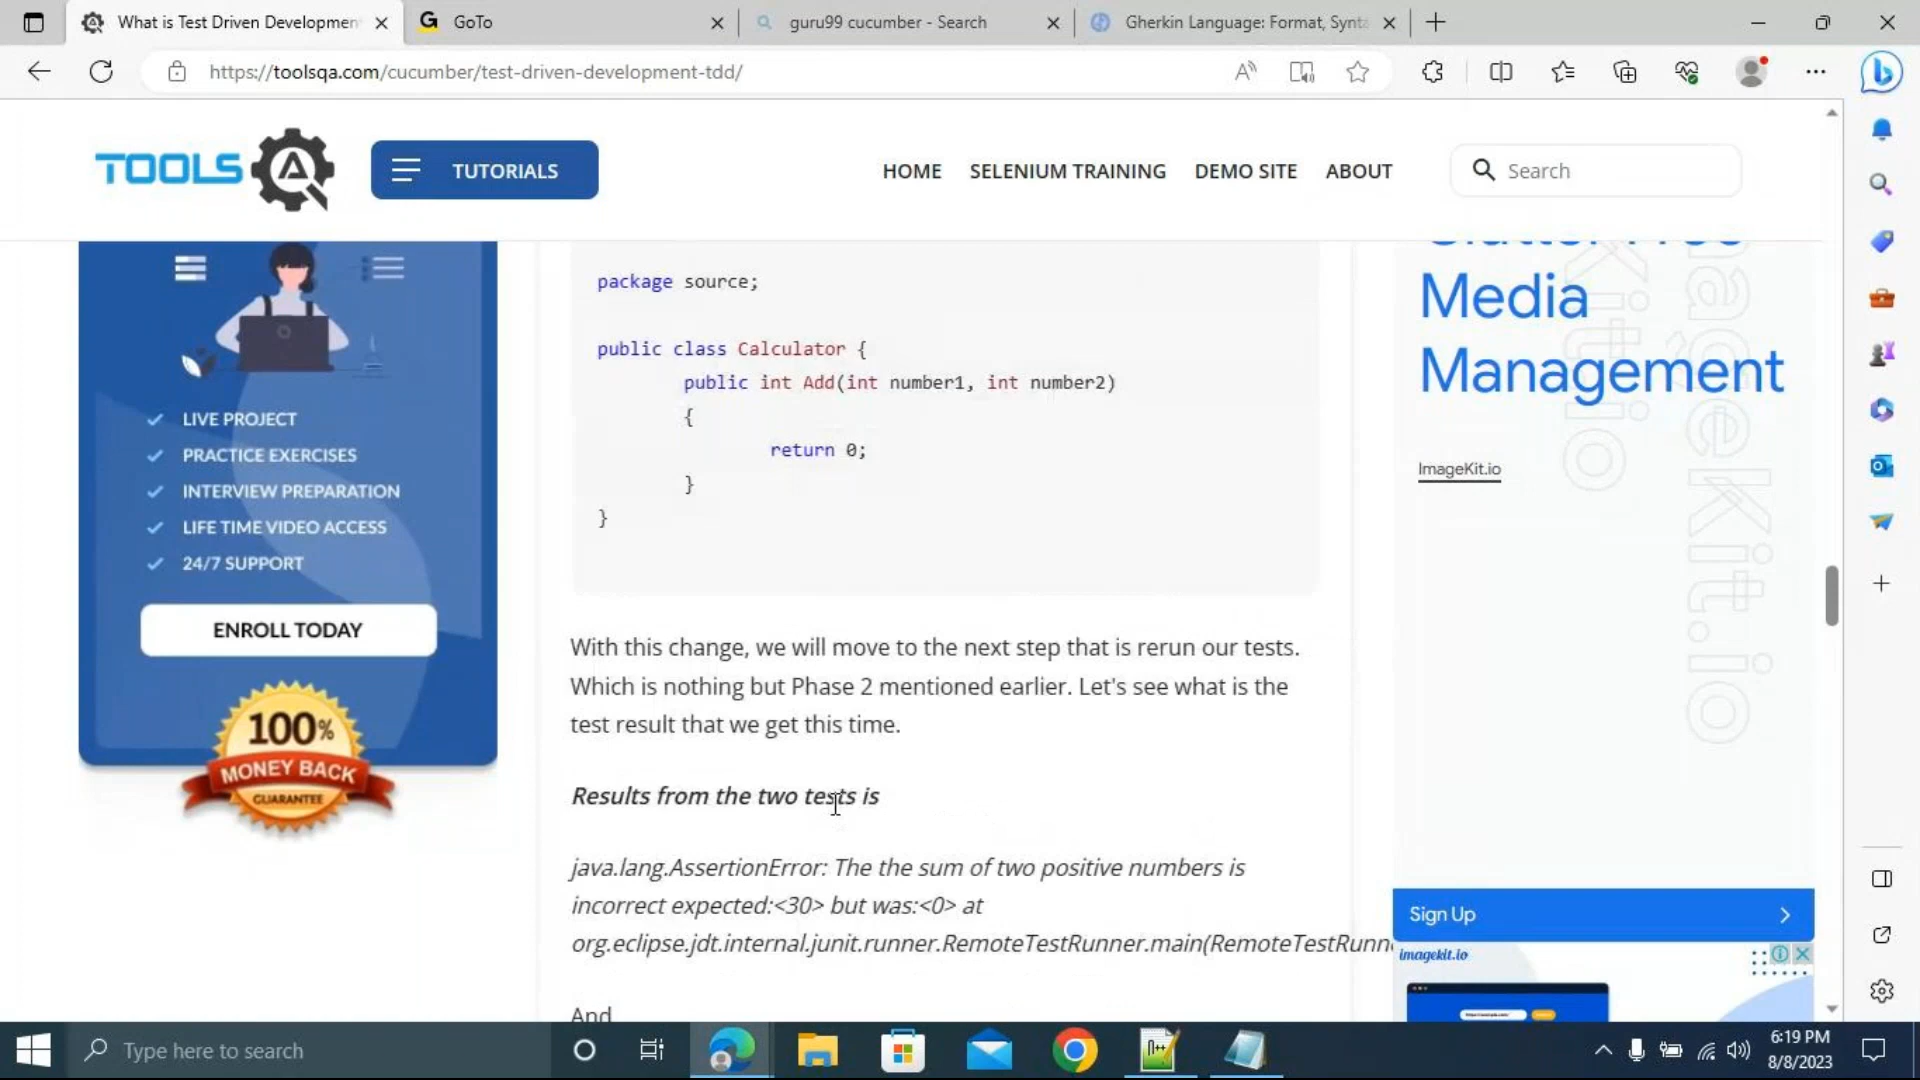 What is Test Driven Developmen
GoTo
guru99 cucumber - Search
Gherkin Language: Format, Synta
https://toolsqa.com/cucumber/test-driven-development-tdd/
TOOLS
TUTORIALS
HOME
SELENIUM TRAINING
DEMO SITE
ABOUT
Search
LIVE PROJECT
PRACTICE EXERCISES
INTERVIEW PREPARATION
LIFE TIME VIDEO ACCESS
24/7 SUPPORT
ENROLL TODAY
100%
MONEY BACK
GUARANTEE
package source;
public class Calculator {
public int Add(int number1, int number2)
{
return 0;
}
}
With this change, we will move to the next step that is rerun our tests.
Which is nothing but Phase 2 mentioned earlier. Let's see what is the
test result that we get this time.
Results from the two tests is
java.lang.AssertionError: The the sum of two positive numbers is
incorrect expected:<30> but was:<0> at
org.eclipse.jdt.internal.junit.runner.RemoteTestRunner.main(RemoteTestRunn
And
Media
Management
ImageKit.io
Sign Up
imagekit.io
Type here to search
6:19 PM
8/8/2023